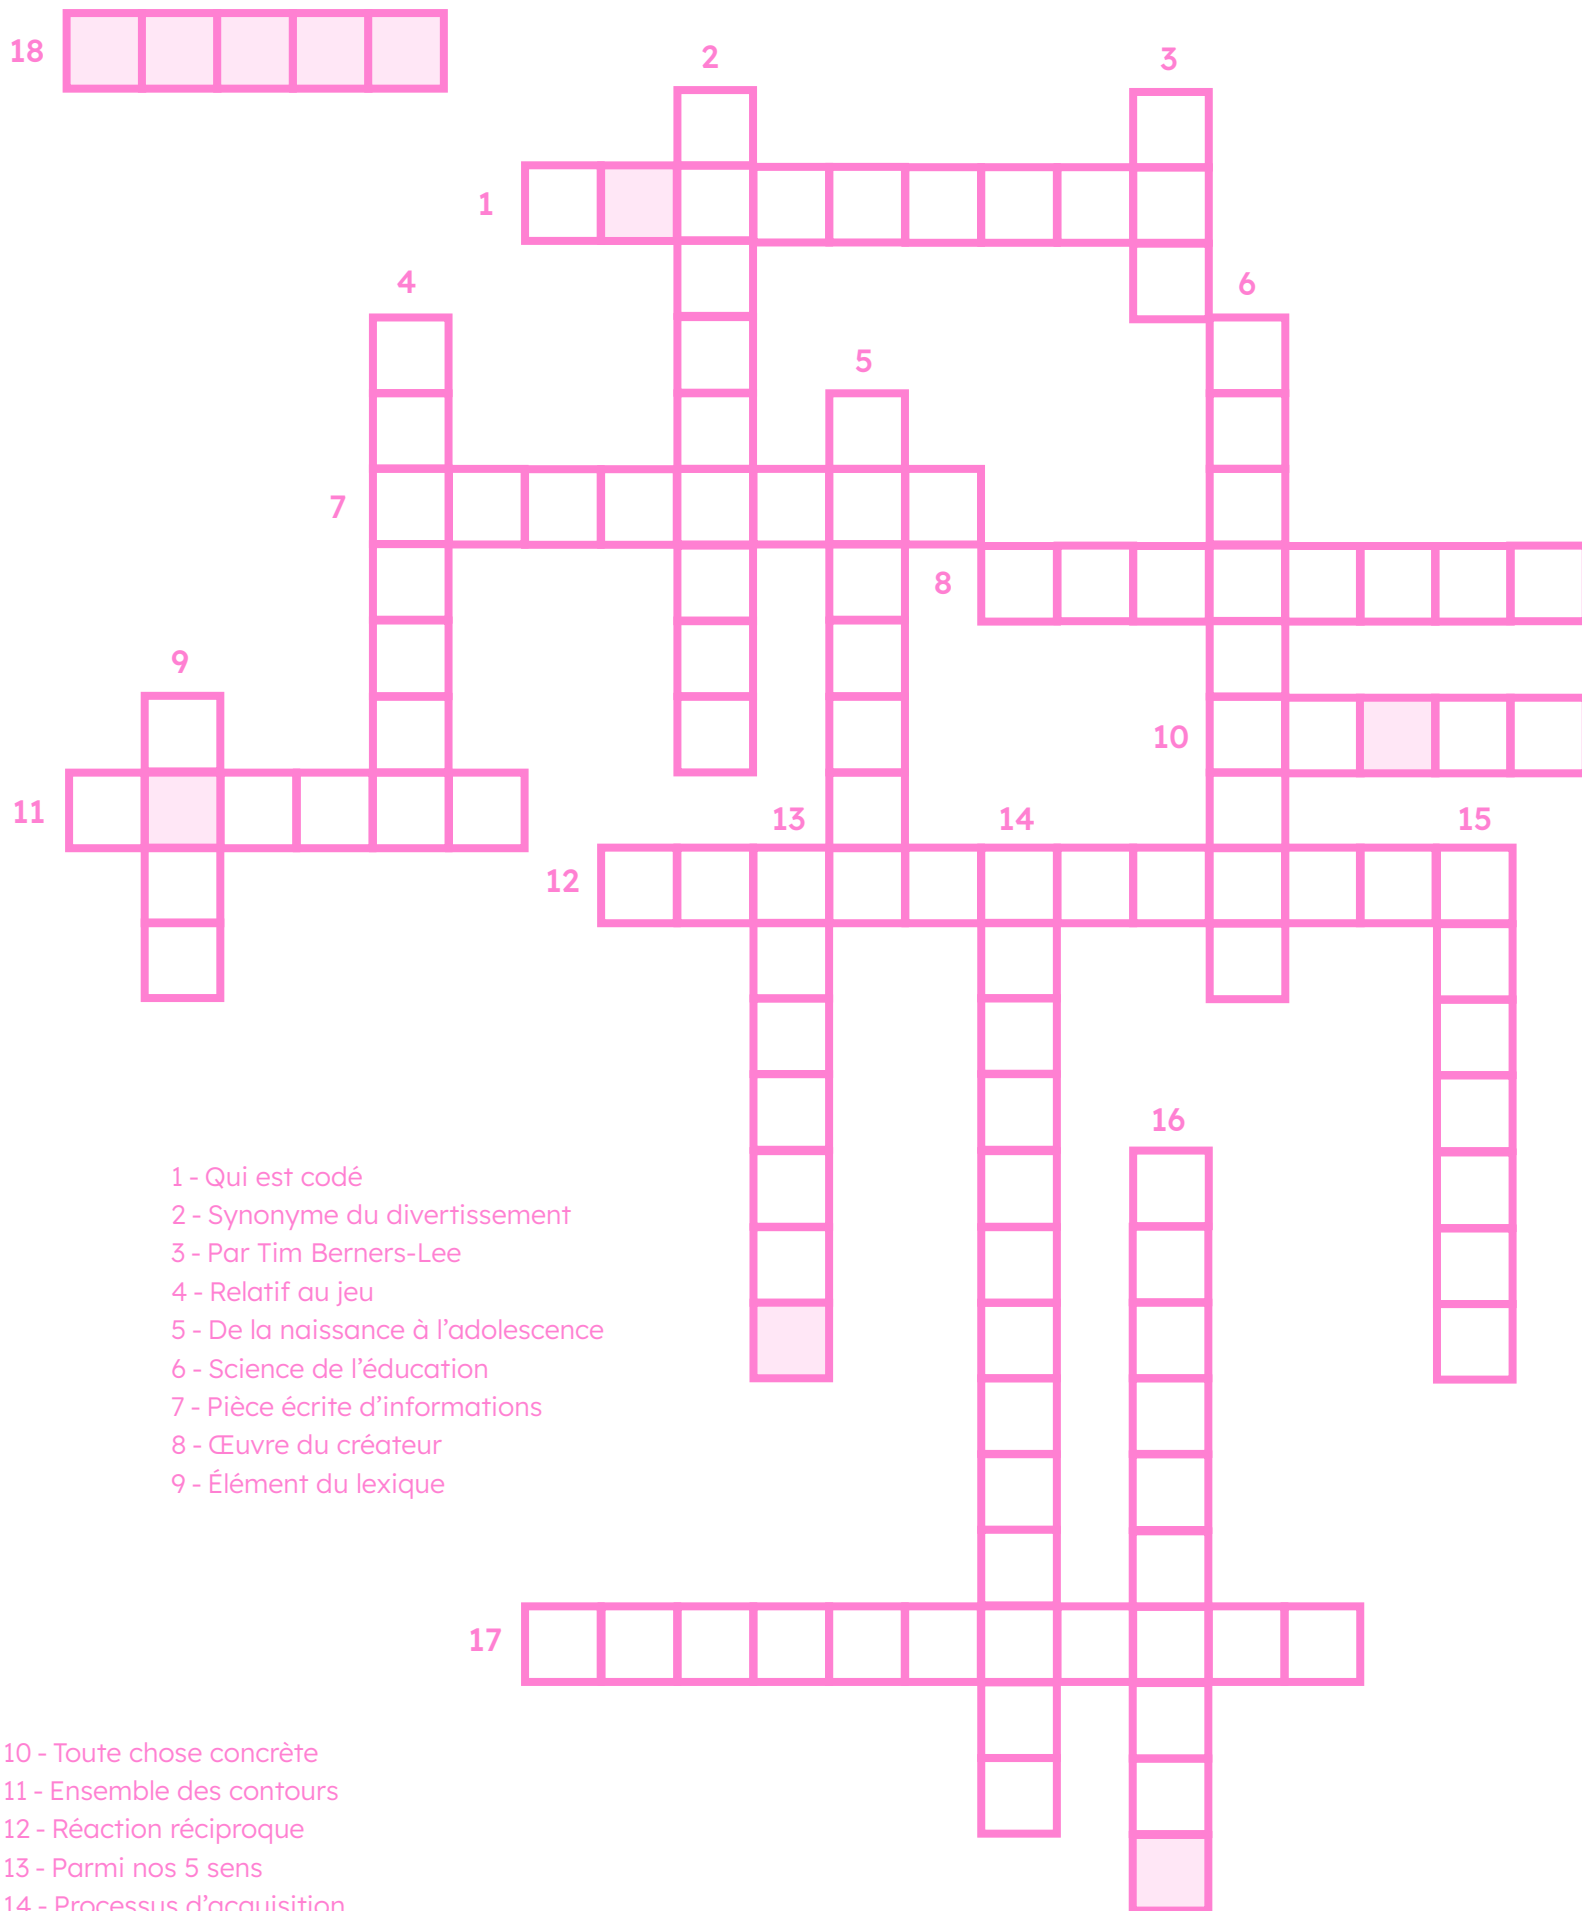 18
2
3
1
4
6
5
7
8
9
10
11
13
14
15
12
16
1 - Qui est codé
2 - Synonyme du divertissement
3 - Par Tim Berners-Lee
4 - Relatif au jeu
5 - De la naissance à l’adolescence
6 - Science de l’éducation
7 - Pièce écrite d’informations
8 - Œuvre du créateur
9 - Élément du lexique
17
10 - Toute chose concrète
11 - Ensemble des contours
12 - Réaction réciproque
13 - Parmi nos 5 sens
14 - Processus d’acquisition